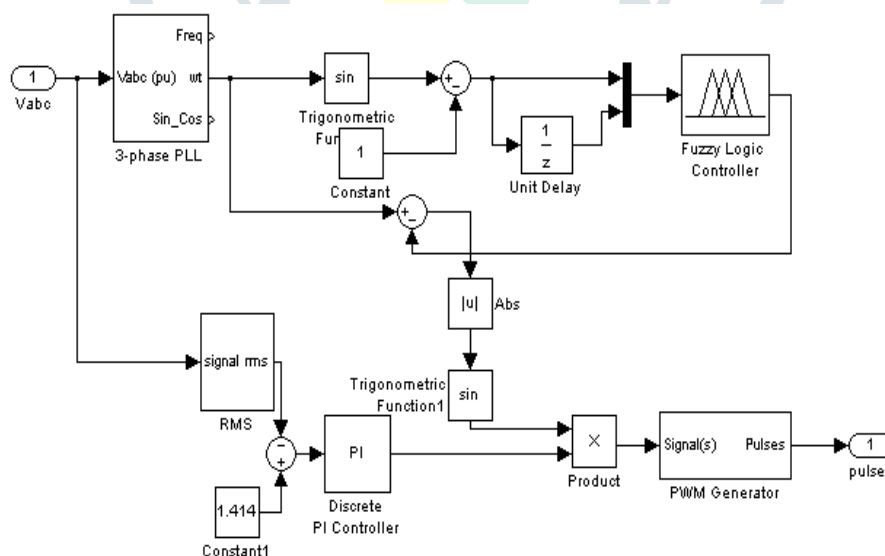 1
Vabc
Freq
Vabc (pu)
wt
Sin_Cos
3-phase PLL
sin
Trigonometric
1
Constant
1
z
Unit Delay
Fuzzy Logic
Controller
|u|
Abs
signal rms
RMS
Trigonometric
Function1
sin
1.414
Constant1
PI
Discrete
PI Controller
X
Product
Signal(s)
Pulses
PWM Generator
1
pulse